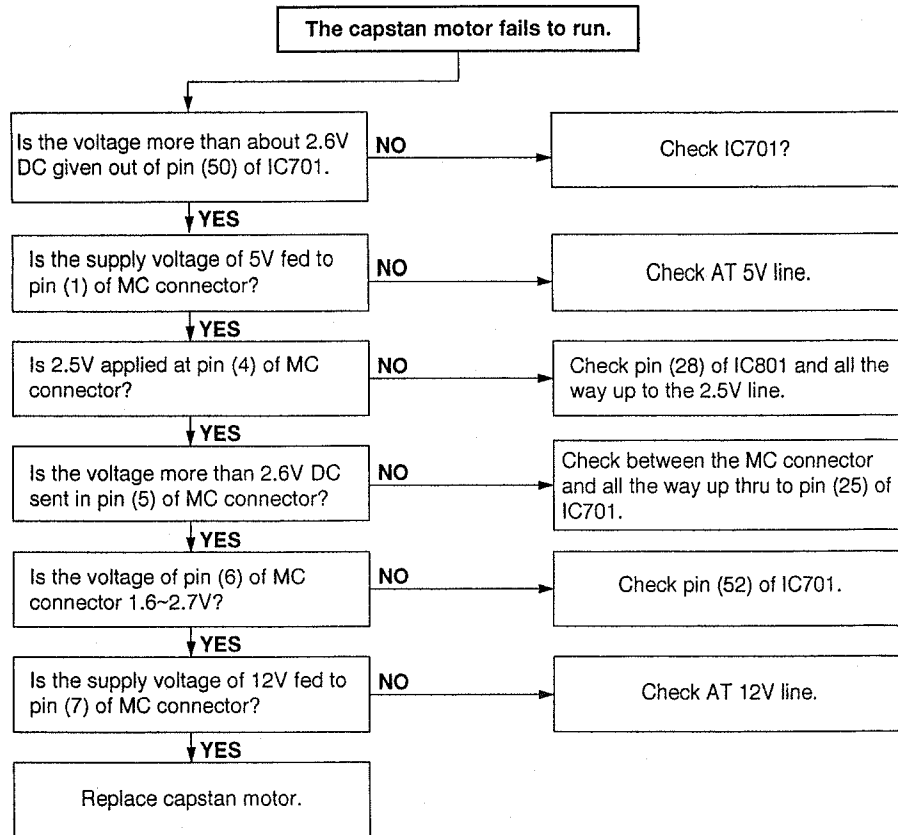 The capstan motor fails to run.
Is the voltage more than about 2.6V
DC given out of pin (50) of IC701.
NO
Check IC701?
YES
Is the supply voltage of 5V fed to
pin (1) of MC connector?
NO
Check AT 5V line.
YES
Is 2.5V applied at pin (4) of MC
connector?
NO
Check pin (28) of IC801 and all the
way up to the 2.5V line.
YES
Is the voltage more than 2.6V DC
sent in pin (5) of MC connector?
NO
Check between the MC connector
and all the way up thru to pin (25) of
IC701.
YES
Is the voltage of pin (6) of MC
connector 1.6~2.7V?
NO
Check pin (52) of IC701.
YES
Is the supply voltage of 12V fed to
pin (7) of MC connector?
NO
Check AT 12V line.
YES
Replace capstan motor.